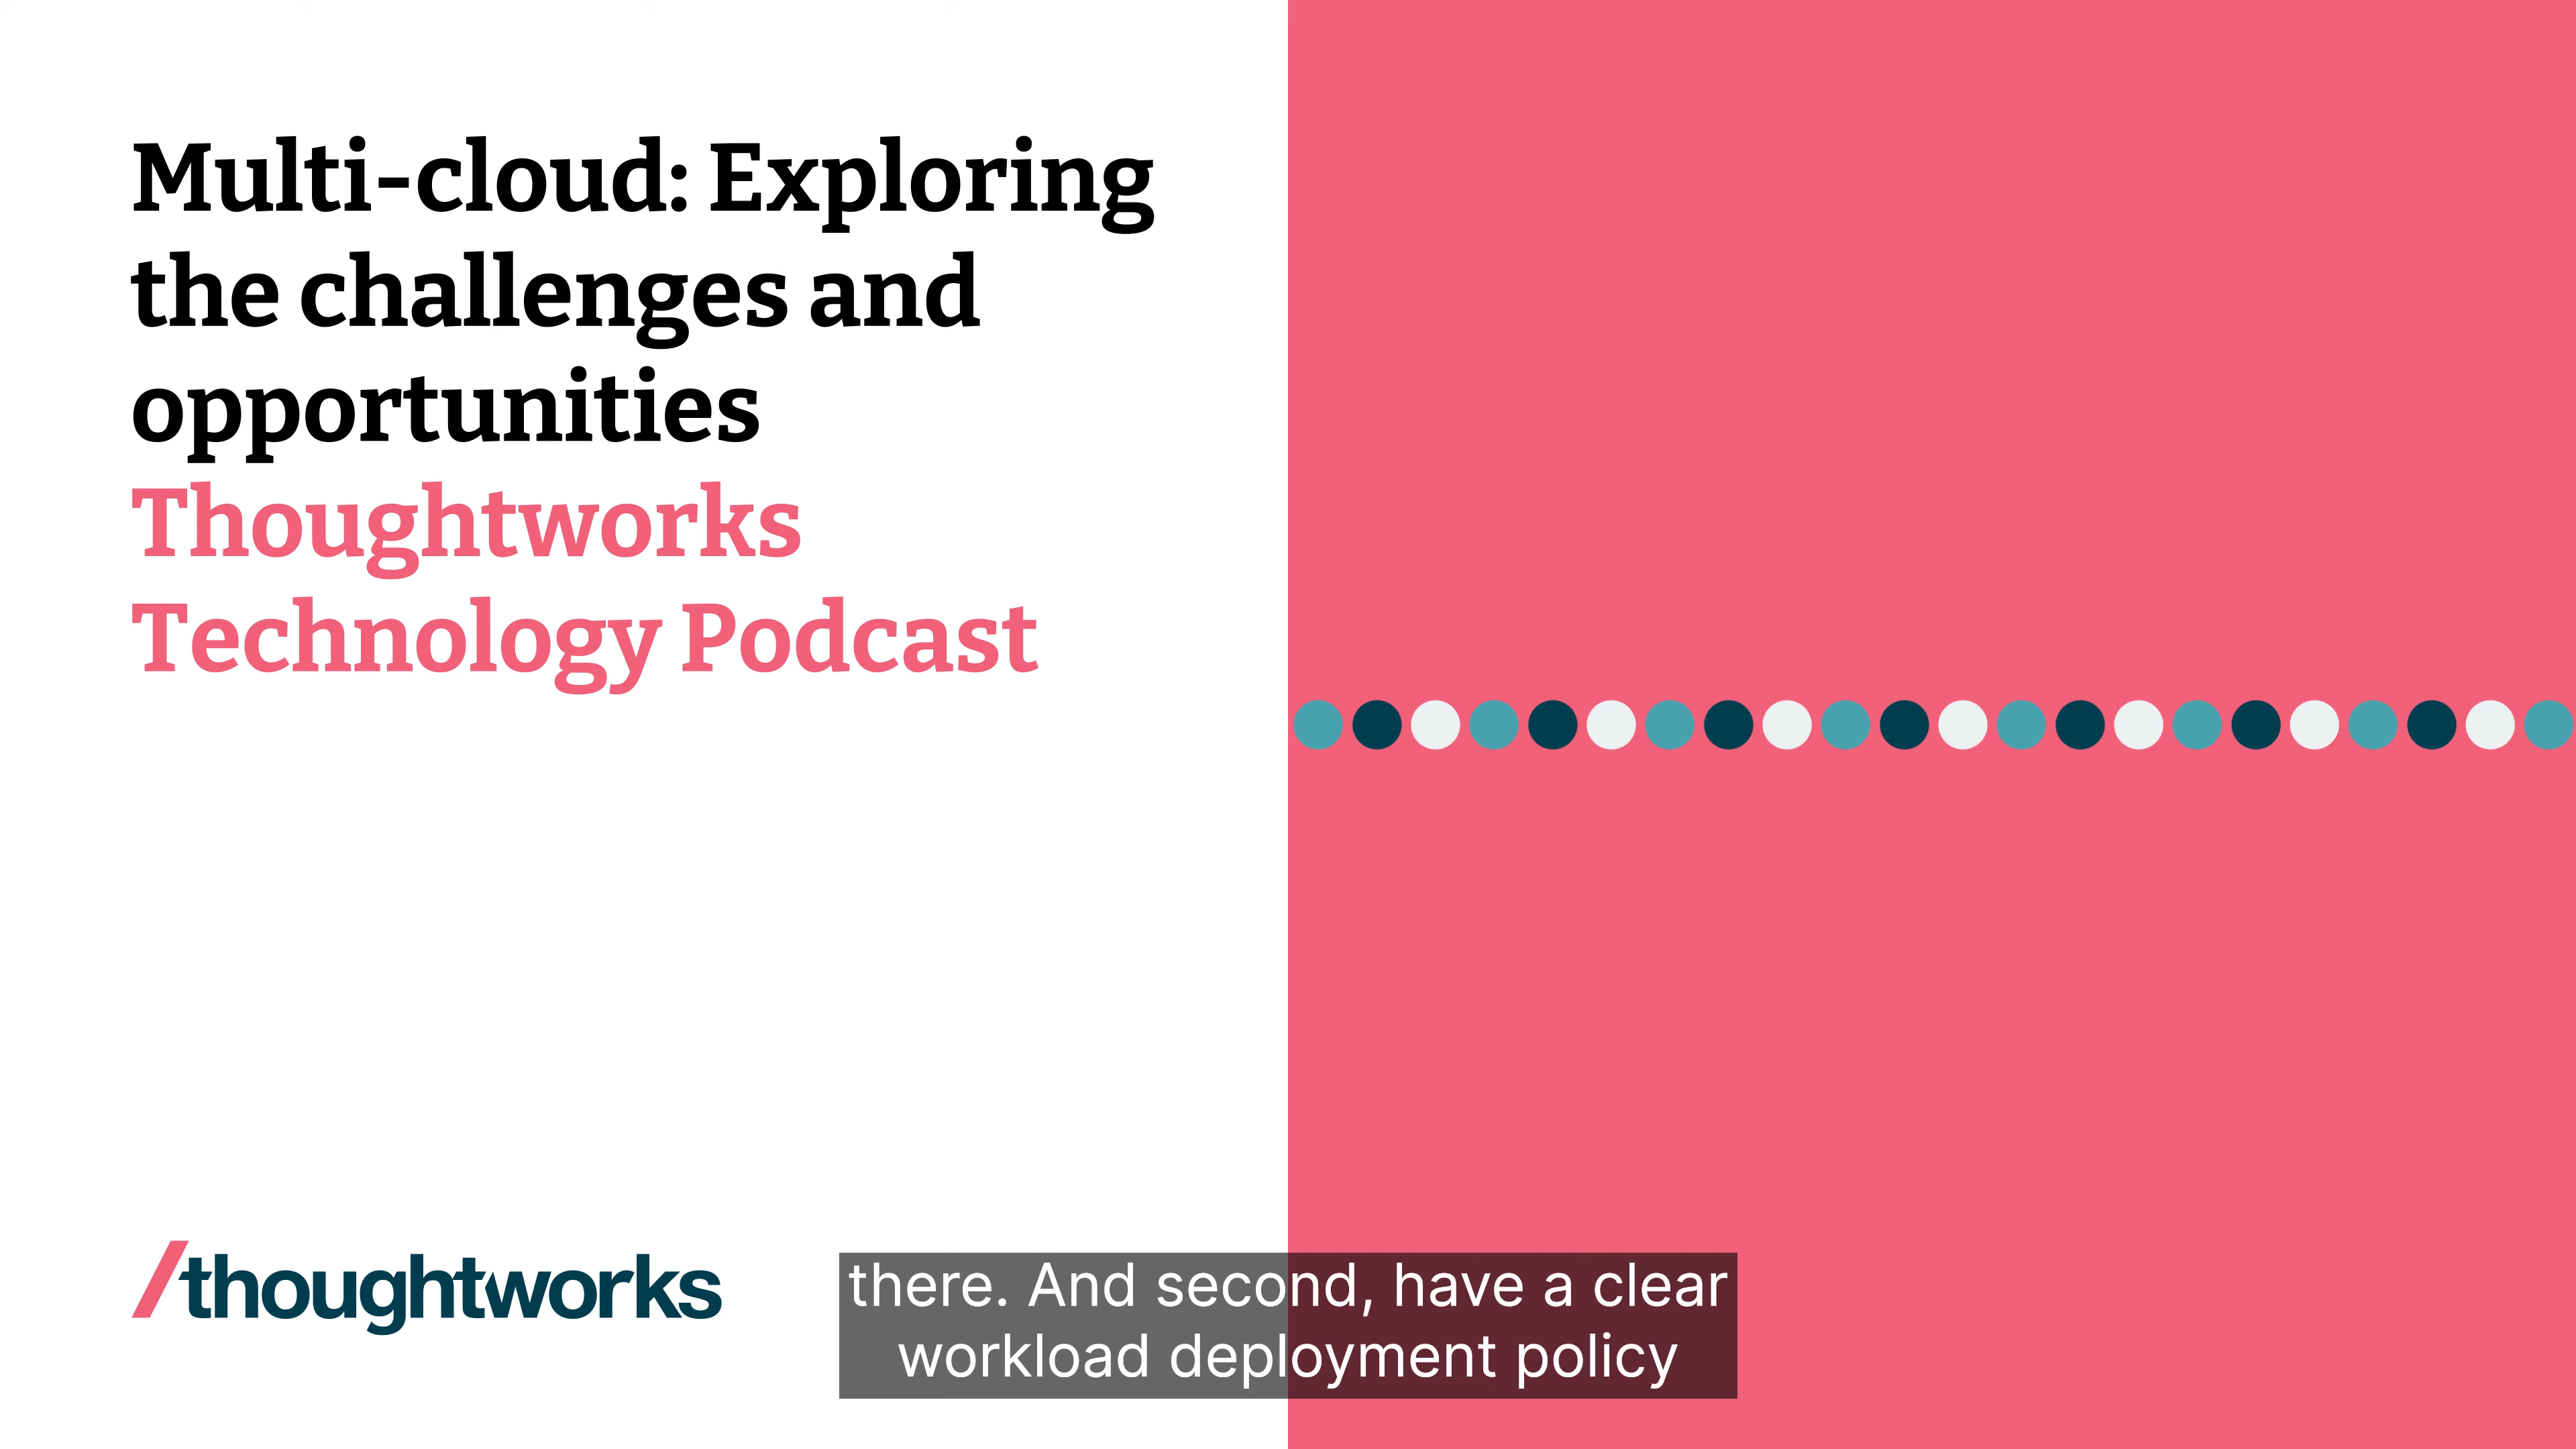 Multi-cloud: Exploring
the challenges and
opportunities
Thoughtworks
Technology Podcast
/thoughtworks
there. And second, have a clear
workload deployment policy